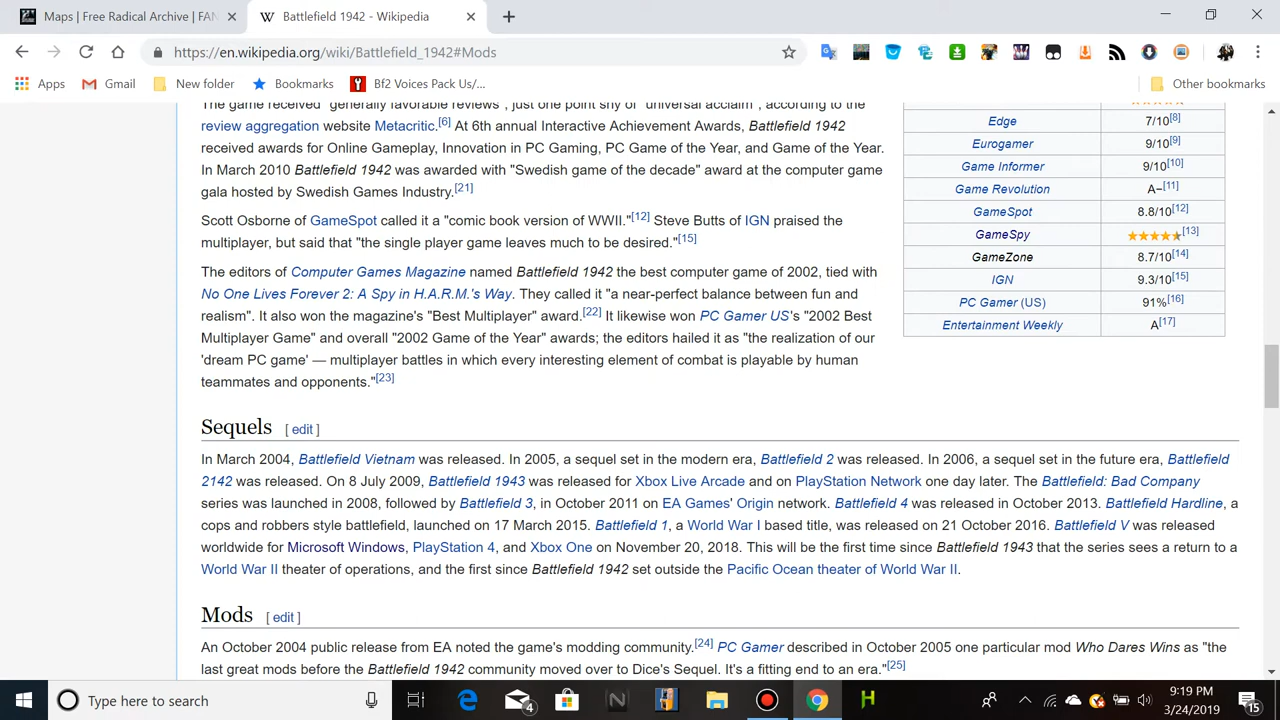 Maps | Free Radical Archive | FAN
Battlefield 1942 - Wikipedia
https://en.wikipedia.org/wiki/Battlefield_1942#Mods
Apps
Gmail
New folder
Bookmarks
Bf2 Voices Pack Us/...
Other bookmarks
The game received "generally favorable reviews", just one point shy of "universal acclaim", according to the
review aggregation website Metacritic.[6] At 6th annual Interactive Achievement Awards, Battlefield 1942
received awards for Online Gameplay, Innovation in PC Gaming, PC Game of the Year, and Game of the Year.
In March 2010 Battlefield 1942 was awarded with "Swedish game of the decade" award at the computer game
gala hosted by Swedish Games Industry.[21]
Scott Osborne of GameSpot called it a "comic book version of WWII."[12] Steve Butts of IGN praised the
multiplayer, but said that "the single player game leaves much to be desired."[15]
The editors of Computer Games Magazine named Battlefield 1942 the best computer game of 2002, tied with
No One Lives Forever 2: A Spy in H.A.R.M.'s Way. They called it "a near-perfect balance between fun and
realism". It also won the magazine's "Best Multiplayer" award.[22] It likewise won PC Gamer US's "2002 Best
Multiplayer Game" and overall "2002 Game of the Year" awards; the editors hailed it as "the realization of our
'dream PC game' — multiplayer battles in which every interesting element of combat is playable by human
teammates and opponents."[23]
Edge 7/10[8]
Eurogamer 9/10[9]
Game Informer 9/10[10]
Game Revolution A−[11]
GameSpot 8.8/10[12]
GameSpy ★★★★★[13]
GameZone 8.7/10[14]
IGN 9.3/10[15]
PC Gamer (US) 91%[16]
Entertainment Weekly A[17]
Sequels [ edit ]
In March 2004, Battlefield Vietnam was released. In 2005, a sequel set in the modern era, Battlefield 2 was released. In 2006, a sequel set in the future era, Battlefield
2142 was released. On 8 July 2009, Battlefield 1943 was released for Xbox Live Arcade and on PlayStation Network one day later. The Battlefield: Bad Company
series was launched in 2008, followed by Battlefield 3, in October 2011 on EA Games' Origin network. Battlefield 4 was released in October 2013. Battlefield Hardline, a
cops and robbers style battlefield, launched on 17 March 2015. Battlefield 1, a World War I based title, was released on 21 October 2016. Battlefield V was released
worldwide for Microsoft Windows, PlayStation 4, and Xbox One on November 20, 2018. This will be the first time since Battlefield 1943 that the series sees a return to a
World War II theater of operations, and the first since Battlefield 1942 set outside the Pacific Ocean theater of World War II.
Mods [ edit ]
An October 2004 public release from EA noted the game's modding community.[24] PC Gamer described in October 2005 one particular mod Who Dares Wins as "the
last great mods before the Battlefield 1942 community moved over to Dice's Sequel. It's a fitting end to an era."[25]
Type here to search
4
9:19 PM
3/24/2019
15